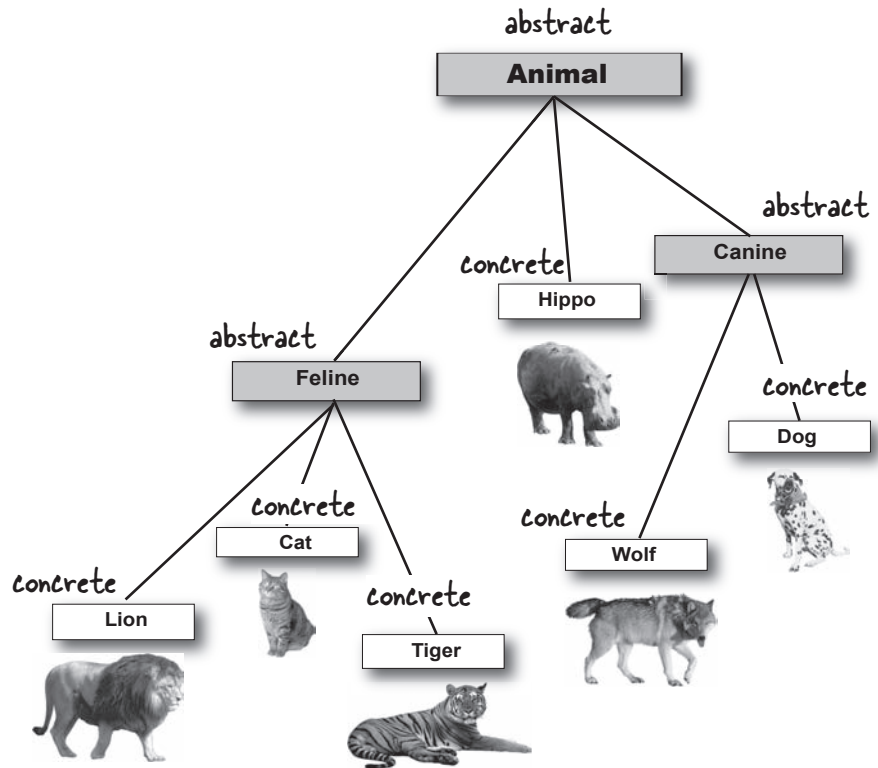 abstract
Animal
abstract
Canine
concrete
Hippo
abstract
Feline
concrete
Dog
concrete
Cat
concrete
Wolf
concrete
Lion
concrete
Tiger